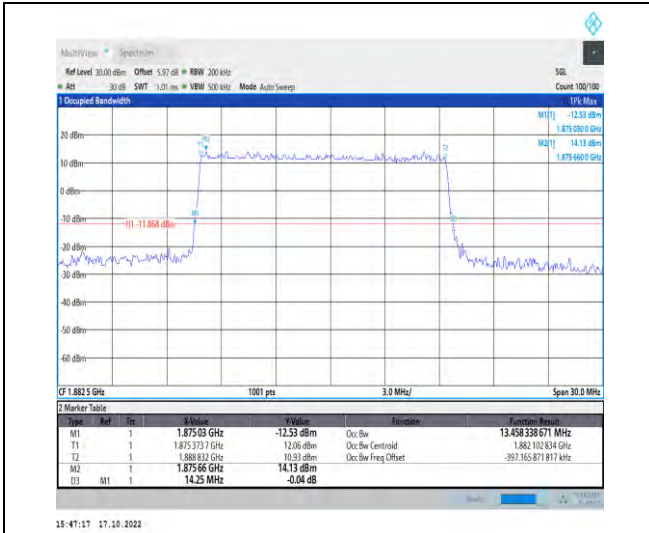 MultiView Spectrum
Ref Level 30.00 dBm Offset 5.97 dB RBW 200 kHz SGL
Att 30 dB SWT 1.01 ms VBW 500 kHz Mode Auto Sweep Count 100/100
1 Occupied Bandwidth 1Pk Max
M1[1] -12.53 dBm
1.875 030 0 GHz
M2[1] 14.13 dBm
1.875 660 0 GHz
20 dBm
M2
T1 T2
10 dBm
0 dBm
-10 dBm
M1
H1 -11.868 dBm
-20 dBm
-30 dBm
-40 dBm
-50 dBm
-60 dBm
CF 1.882 5 GHz 1001 pts 3.0 MHz/ Span 30.0 MHz
2 Marker Table
Type Ref Trc X-Value Y-Value Function Function Result
M1 1 1.875 03 GHz -12.53 dBm Occ Bw 13.458 338 671 MHz
T1 1 1.875 373 7 GHz 12.06 dBm Occ Bw Centroid 1.882 102 834 GHz
T2 1 1.888 832 GHz 10.93 dBm Occ Bw Freq Offset -397.165 871 817 kHz
M2 1 1.875 66 GHz 14.13 dBm
D3 M1 1 14.25 MHz -0.04 dB
15:47:17 17.10.2022